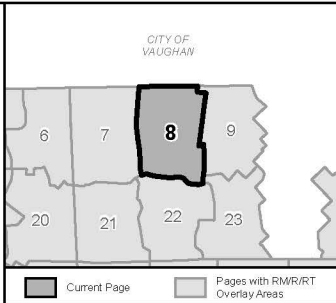 CITY OF
VAUGHAN
6 7 8 9
20 21 22 23
Current Page
Pages with RM/R/RT
Overlay Areas